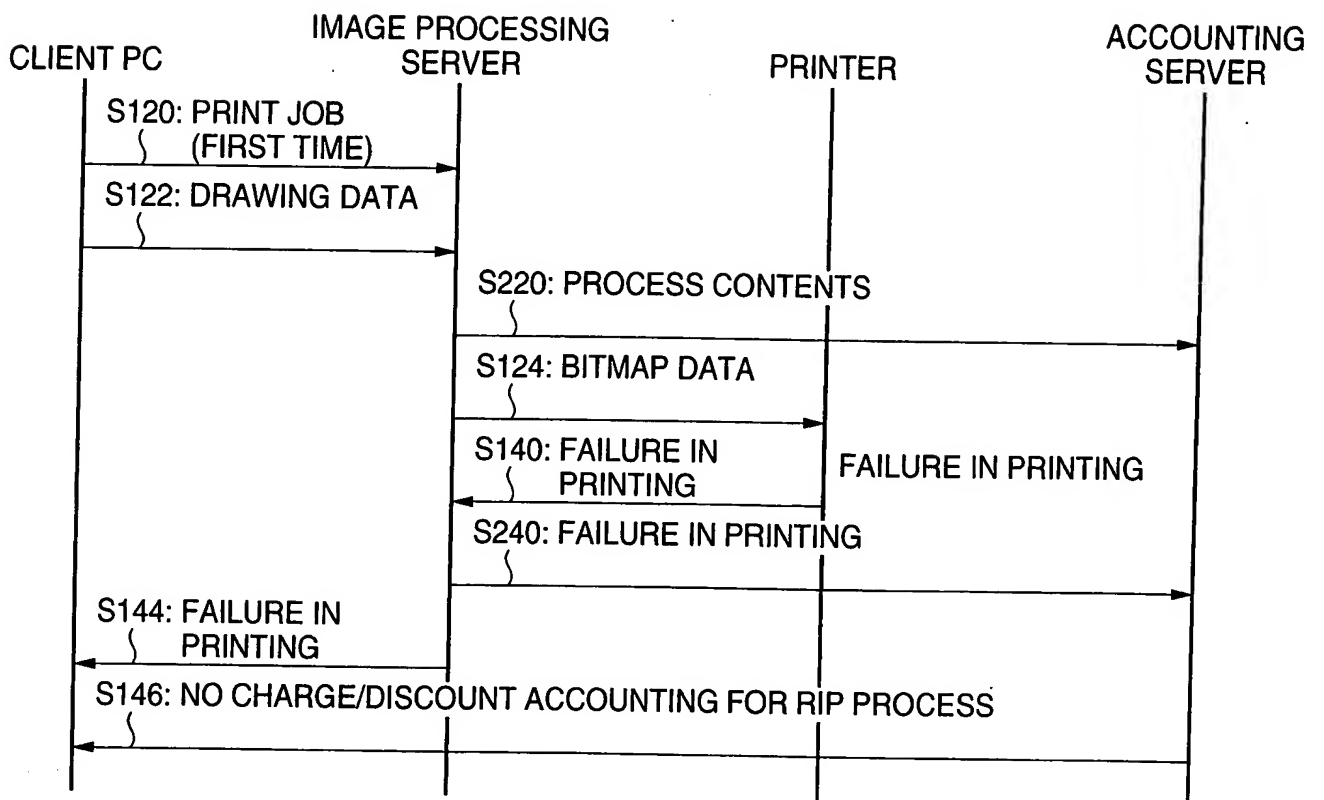 CLIENT PC
IMAGE PROCESSING
SERVER
PRINTER
ACCOUNTING
SERVER
S120: PRINT JOB
(FIRST TIME)
S122: DRAWING DATA
S220: PROCESS CONTENTS
S124: BITMAP DATA
S140: FAILURE IN
PRINTING
FAILURE IN PRINTING
S240: FAILURE IN PRINTING
S144: FAILURE IN
PRINTING
S146: NO CHARGE/DISCOUNT ACCOUNTING FOR RIP PROCESS